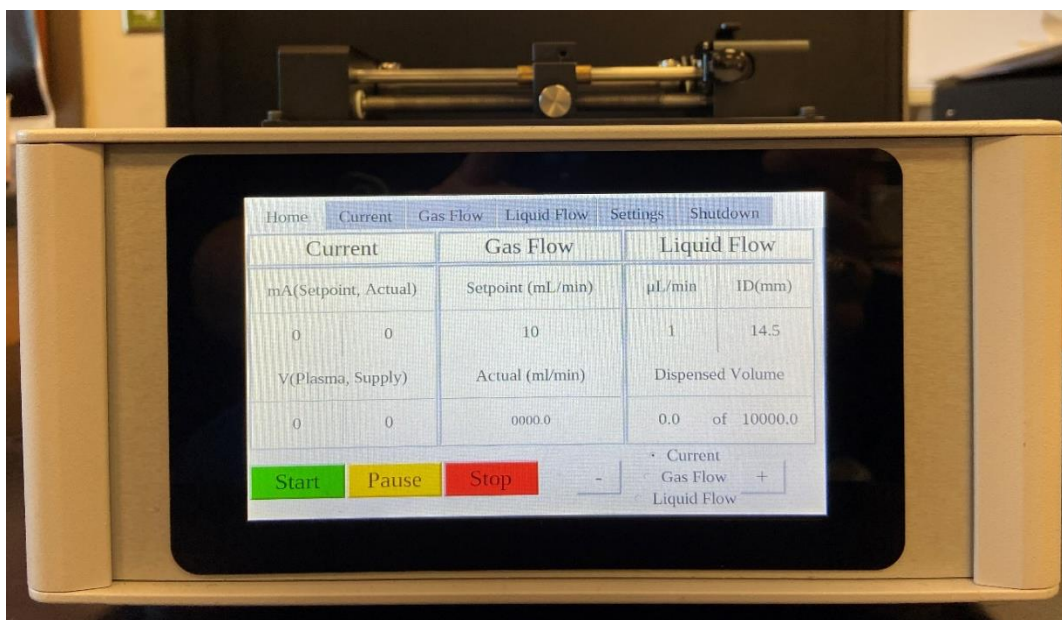 Home Current Gas Flow Liquid Flow Settings Shutdown
Current Gas Flow Liquid Flow
mA(Setpoint, Actual) Setpoint (mL/min) µL/min ID(mm)
0 0 10 1 14.5
V(Plasma, Supply) Actual (ml/min) Dispensed Volume
0 0 0000.0 0.0 of 10000.0
Current
Start Pause Stop - Gas Flow +
Liquid Flow